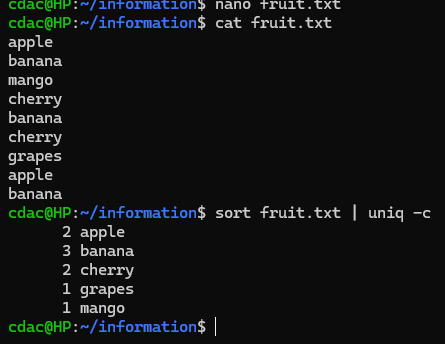 cdac@HP:~/information$ nano fruit.txt
cdac@HP:~/information$ cat fruit.txt
apple
banana
mango
cherry
banana
cherry
grapes
apple
banana
cdac@HP:~/information$ sort fruit.txt | uniq -c
      2 apple
      3 banana
      2 cherry
      1 grapes
      1 mango
cdac@HP:~/information$